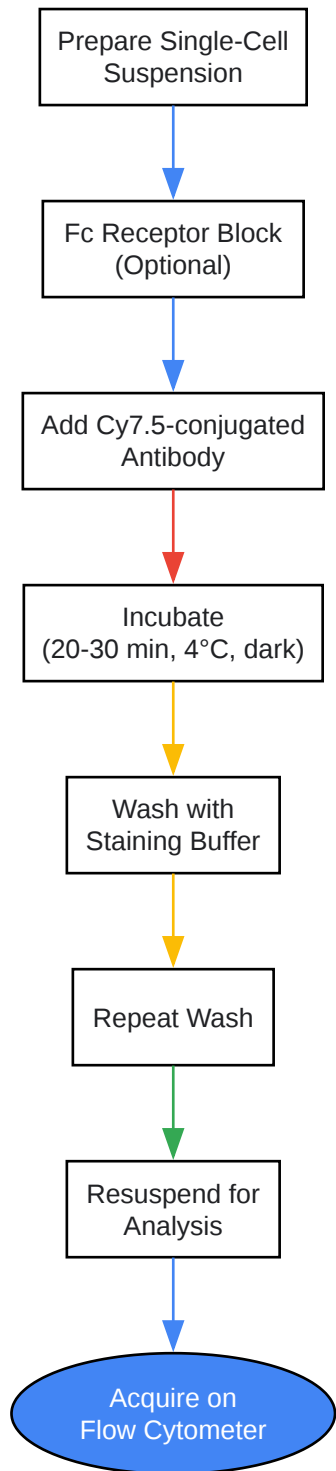 Prepare Single-Cell
Suspension
Fc Receptor Block
(Optional)
Add Cy7.5-conjugated
Antibody
Incubate
(20-30 min, 4°C, dark)
Wash with
Staining Buffer
Repeat Wash
Resuspend for
Analysis
Acquire on
Flow Cytometer